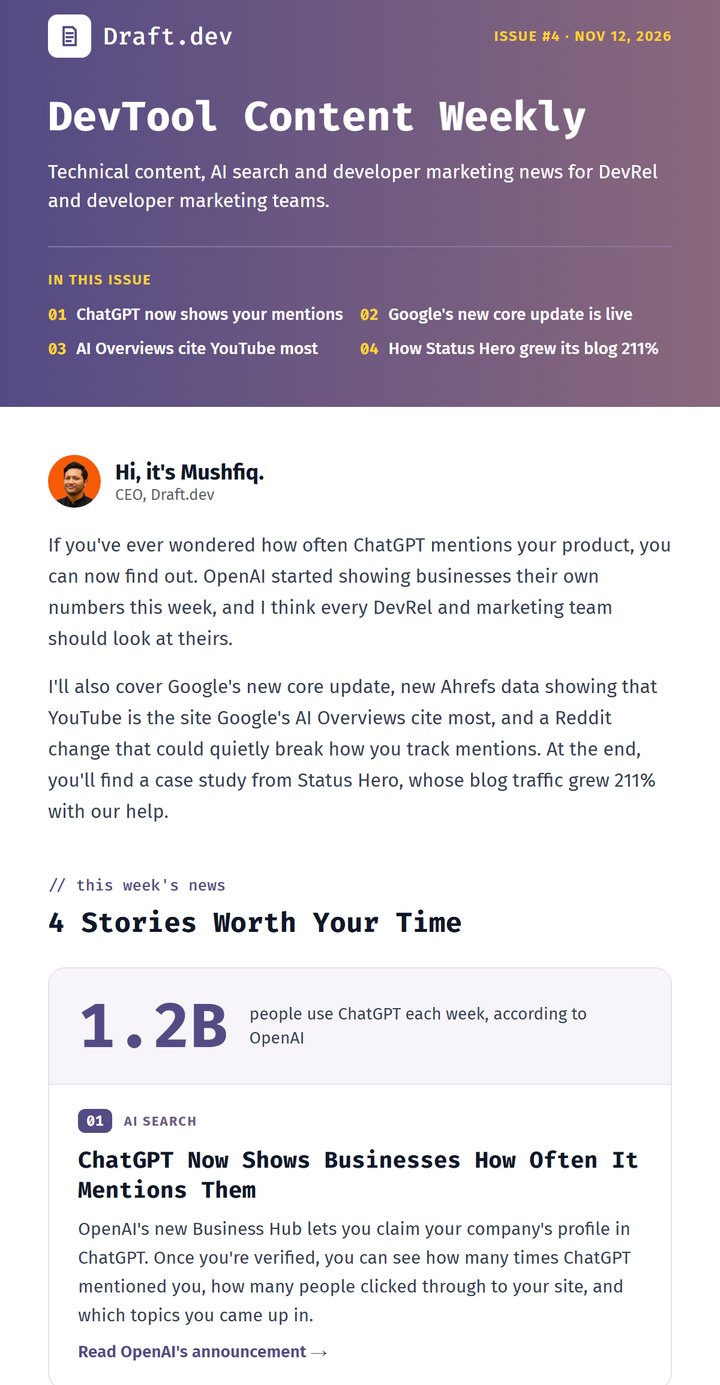 Draft.dev
ISSUE #4 · NOV 12, 2026
DevTool Content Weekly
Technical content, AI search and developer marketing news for DevRel
and developer marketing teams.
IN THIS ISSUE
01 ChatGPT now shows your mentions
02 Google's new core update is live
03 AI Overviews cite YouTube most
04 How Status Hero grew its blog 211%
Hi, it's Mushfiq.
CEO, Draft.dev
If you've ever wondered how often ChatGPT mentions your product, you
can now find out. OpenAI started showing businesses their own
numbers this week, and I think every DevRel and marketing team
should look at theirs.
I'll also cover Google's new core update, new Ahrefs data showing that
YouTube is the site Google's AI Overviews cite most, and a Reddit
change that could quietly break how you track mentions. At the end,
you'll find a case study from Status Hero, whose blog traffic grew 211%
with our help.
// this week's news
4 Stories Worth Your Time
1.2B
people use ChatGPT each week, according to
OpenAI
01 AI SEARCH
ChatGPT Now Shows Businesses How Often It
Mentions Them
OpenAI's new Business Hub lets you claim your company's profile in
ChatGPT. Once you're verified, you can see how many times ChatGPT
mentioned you, how many people clicked through to your site, and
which topics you came up in.
Read OpenAI's announcement →